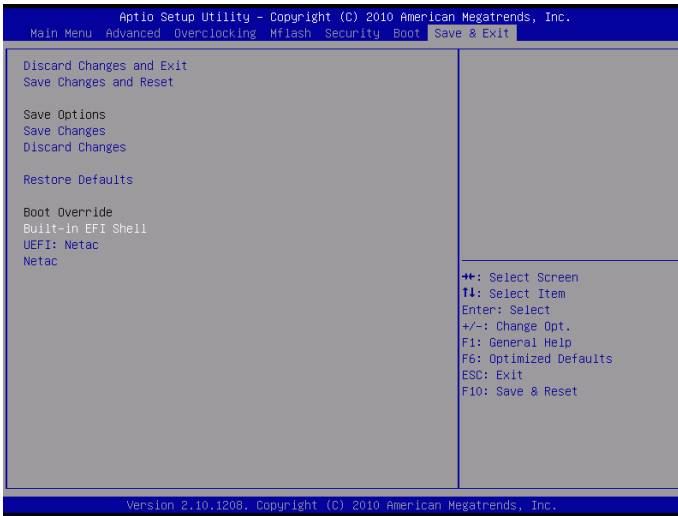 Aptio Setup Utility – Copyright (C) 2010 American Megatrends, Inc.
Main Menu Advanced Overclocking Mflash Security Boot Save & Exit
Discard Changes and Exit
Save Changes and Reset
Save Options
Save Changes
Discard Changes
Restore Defaults
Boot Override
Built-in EFI Shell
UEFI: Netac
Netac
→←: Select Screen
↑↓: Select Item
Enter: Select
+/-: Change Opt.
F1: General Help
F6: Optimized Defaults
ESC: Exit
F10: Save & Reset
Version 2.10.1208. Copyright (C) 2010 American Megatrends, Inc.